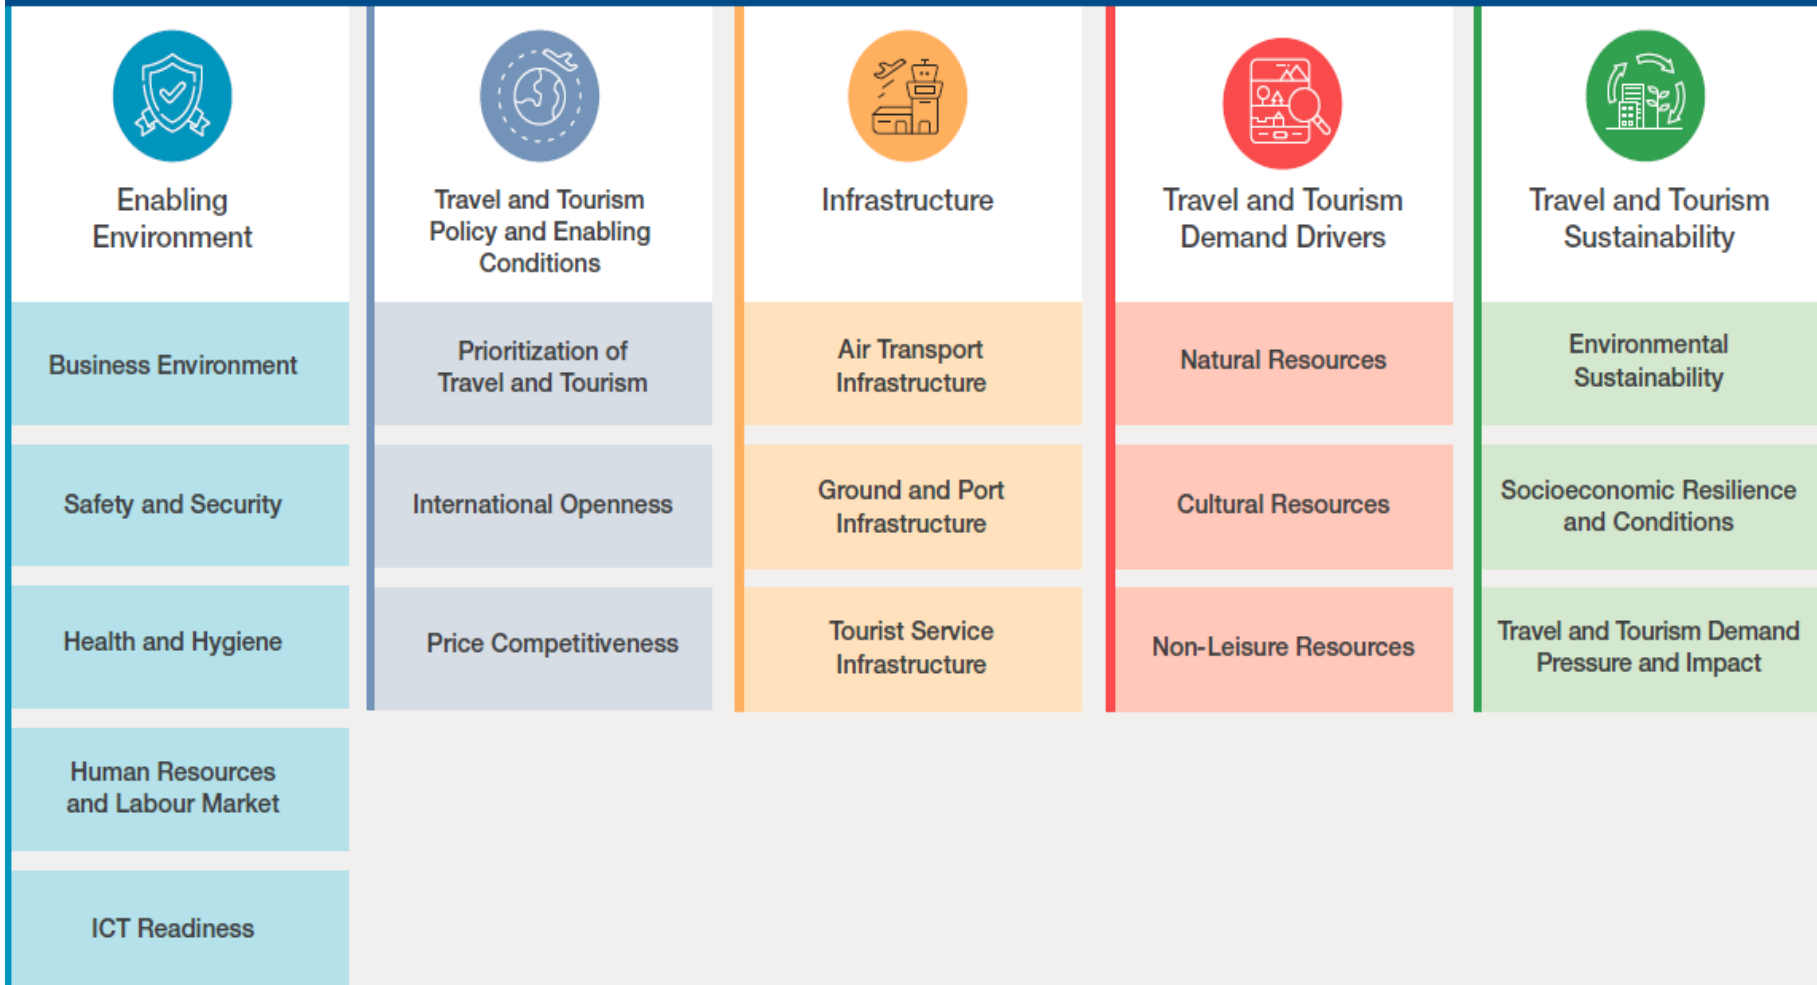 Enabling
Environment
Business Environment
Safety and Security
Health and Hygiene
Human Resources
and Labour Market
ICT Readiness
Travel and Tourism
Policy and Enabling
Conditions
Prioritization of
Travel and Tourism
International Openness
Price Competitiveness
Infrastructure
Air Transport
Infrastructure
Ground and Port
Infrastructure
Tourist Service
Infrastructure
Travel and Tourism
Demand Drivers
Natural Resources
Cultural Resources
Non-Leisure Resources
Travel and Tourism
Sustainability
Environmental
Sustainability
Socioeconomic Resilience
and Conditions
Travel and Tourism Demand
Pressure and Impact